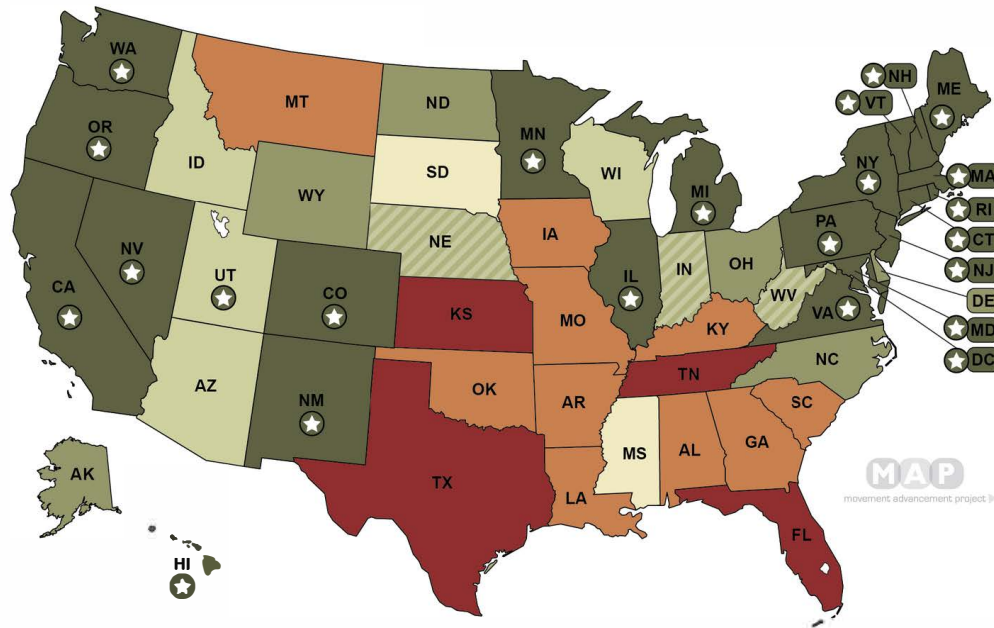 WA
NH
ME
MT
ND
VT
OR
MN
ID
SD
WI
NY
MA
WY
MI
RI
IA
PA
CT
NE
NV
OH
NJ
IL
IN
UT
CA
CO
DE
WV
VA
KS
MO
MD
KY
DC
NC
TN
AZ
OK
NM
AR
SC
MS
AL
GA
AK
MAP
movement advancement project
TX
LA
FL
HI